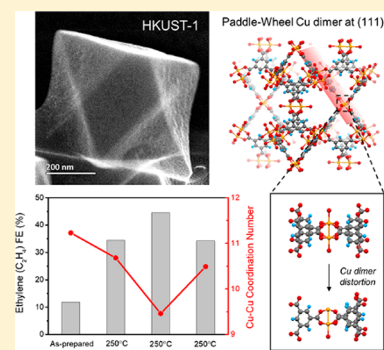 HKUST-1
200 nm
Paddle-Wheel Cu dimer at (111)
Cu dimer
distortion
Ethylene (C₂H₄) FE (%)
50
40
30
20
10
0
As-prepared 250°C 250°C 250°C
12
11
10
9
Cu-Cu Coordination Number